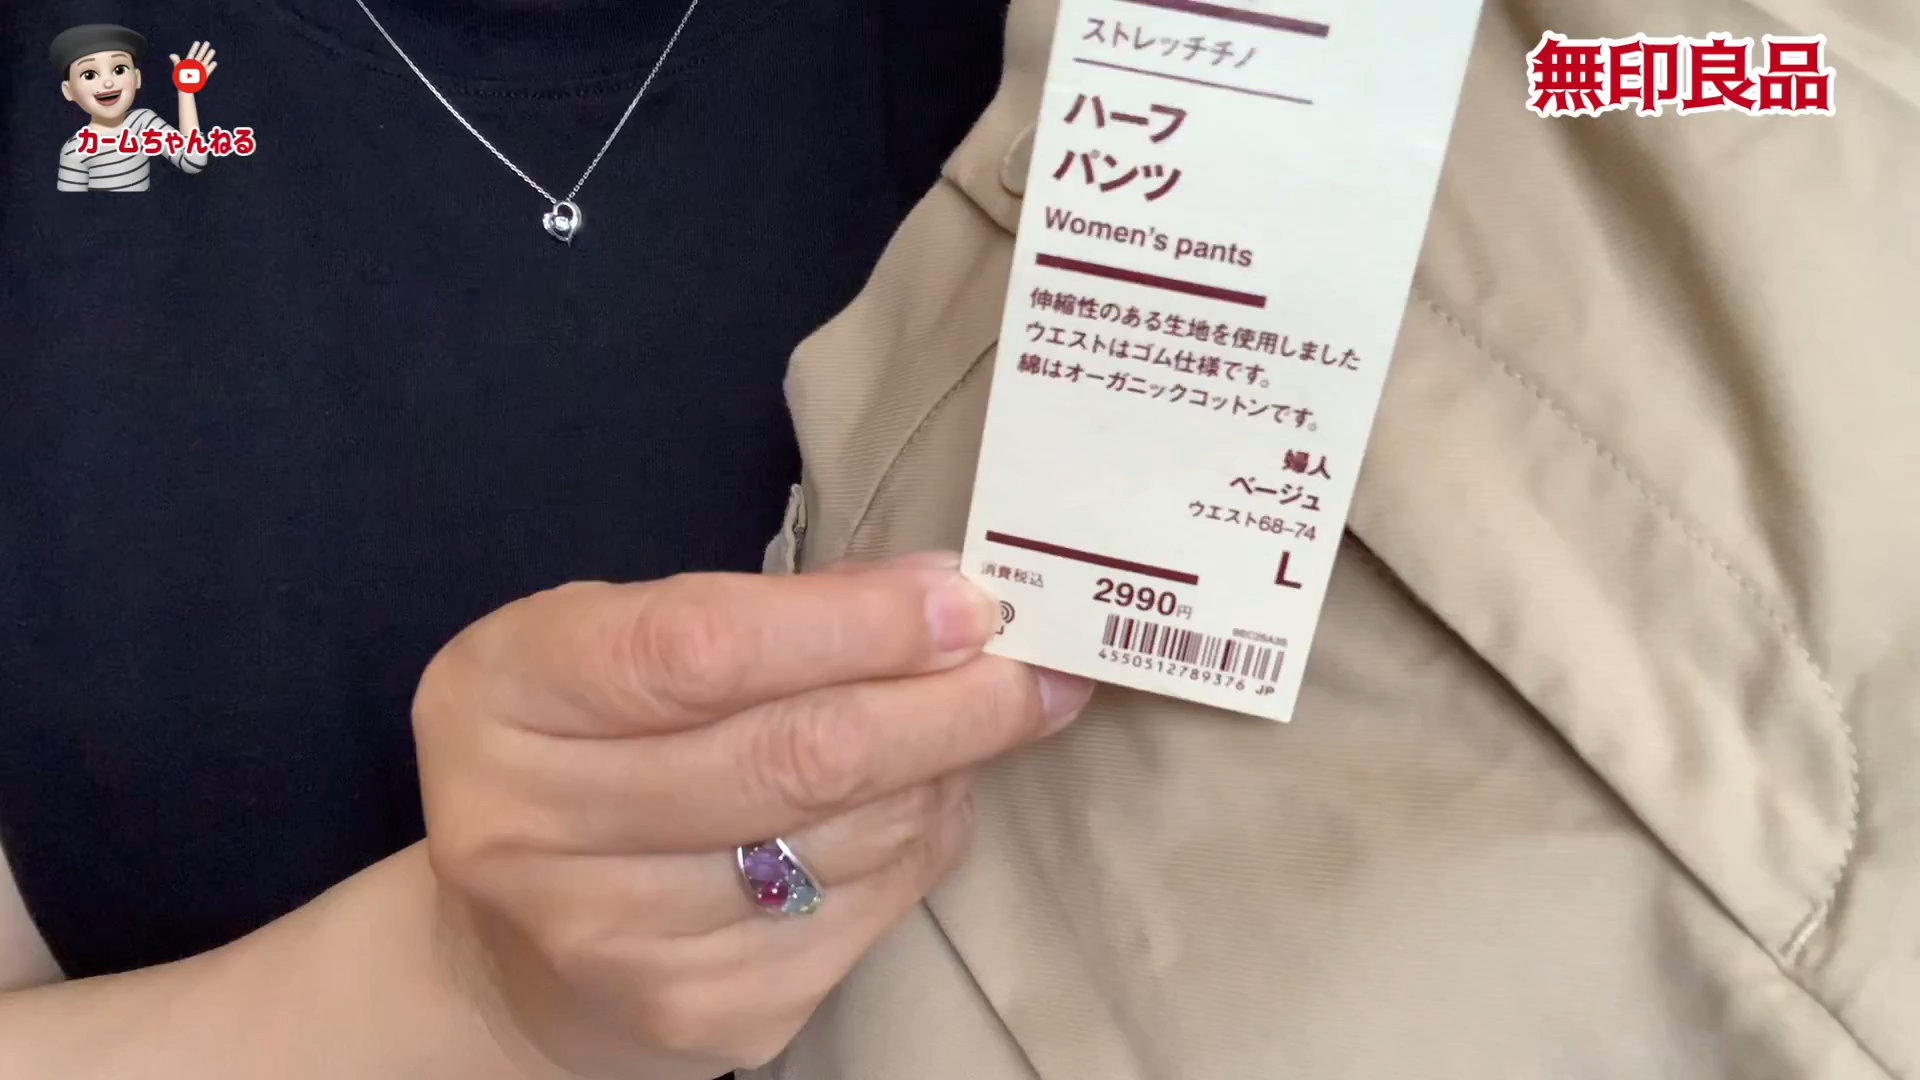 カームちゃんねる
無印良品
ストレッチチノ
ハーフ
パンツ
Women's pants
伸縮性のある生地を使用しました
ウエストはゴム仕様です。
綿はオーガニックコットンです。
婦人
ベージュ
ウエスト68-74
L
消費税込
2990円
4550512789376 JP